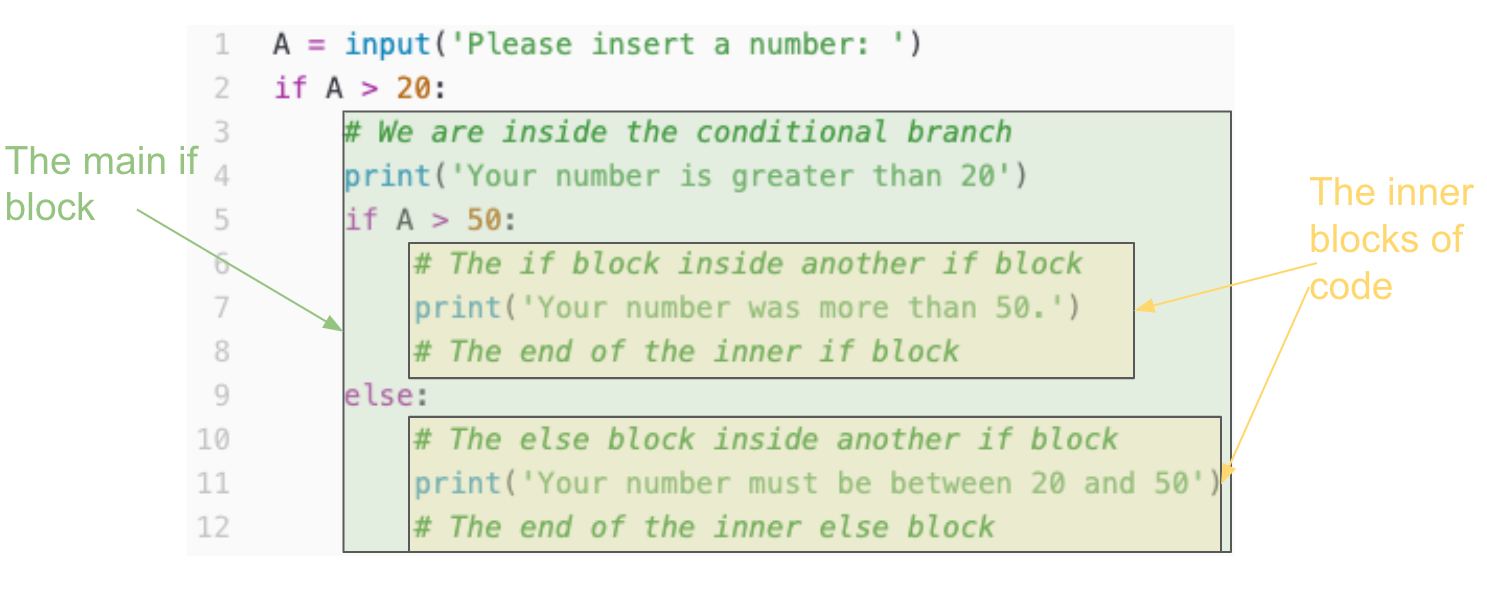 1 A = input('Please insert a number: ')
2 if A > 20:
3 # We are inside the conditional branch
4 print('Your number is greater than 20')
5 if A > 50:
6 # The if block inside another if block
7 print('Your number was more than 50.')
8 # The end of the inner if block
9 else:
10 # The else block inside another if block
11 print('Your number must be between 20 and 50')
12 # The end of the inner else block
The main if
block
The inner
blocks of
code